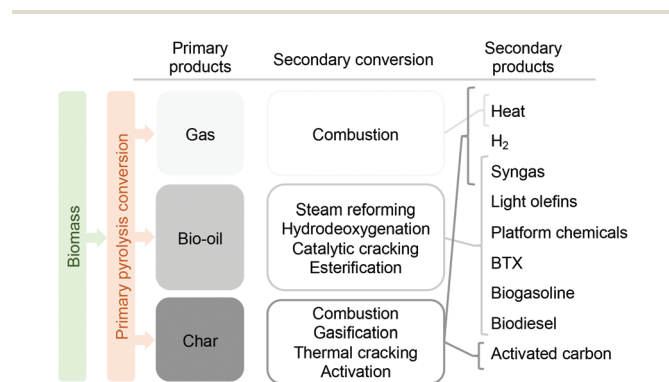 Primary
products
Secondary conversion
Secondary
products
Biomass
Primary pyrolysis conversion
Gas
Combustion
Bio-oil
Steam reforming
Hydrodeoxygenation
Catalytic cracking
Esterification
Char
Combustion
Gasification
Thermal cracking
Activation
Heat
H₂
Syngas
Light olefins
Platform chemicals
BTX
Biogasoline
Biodiesel
Activated carbon